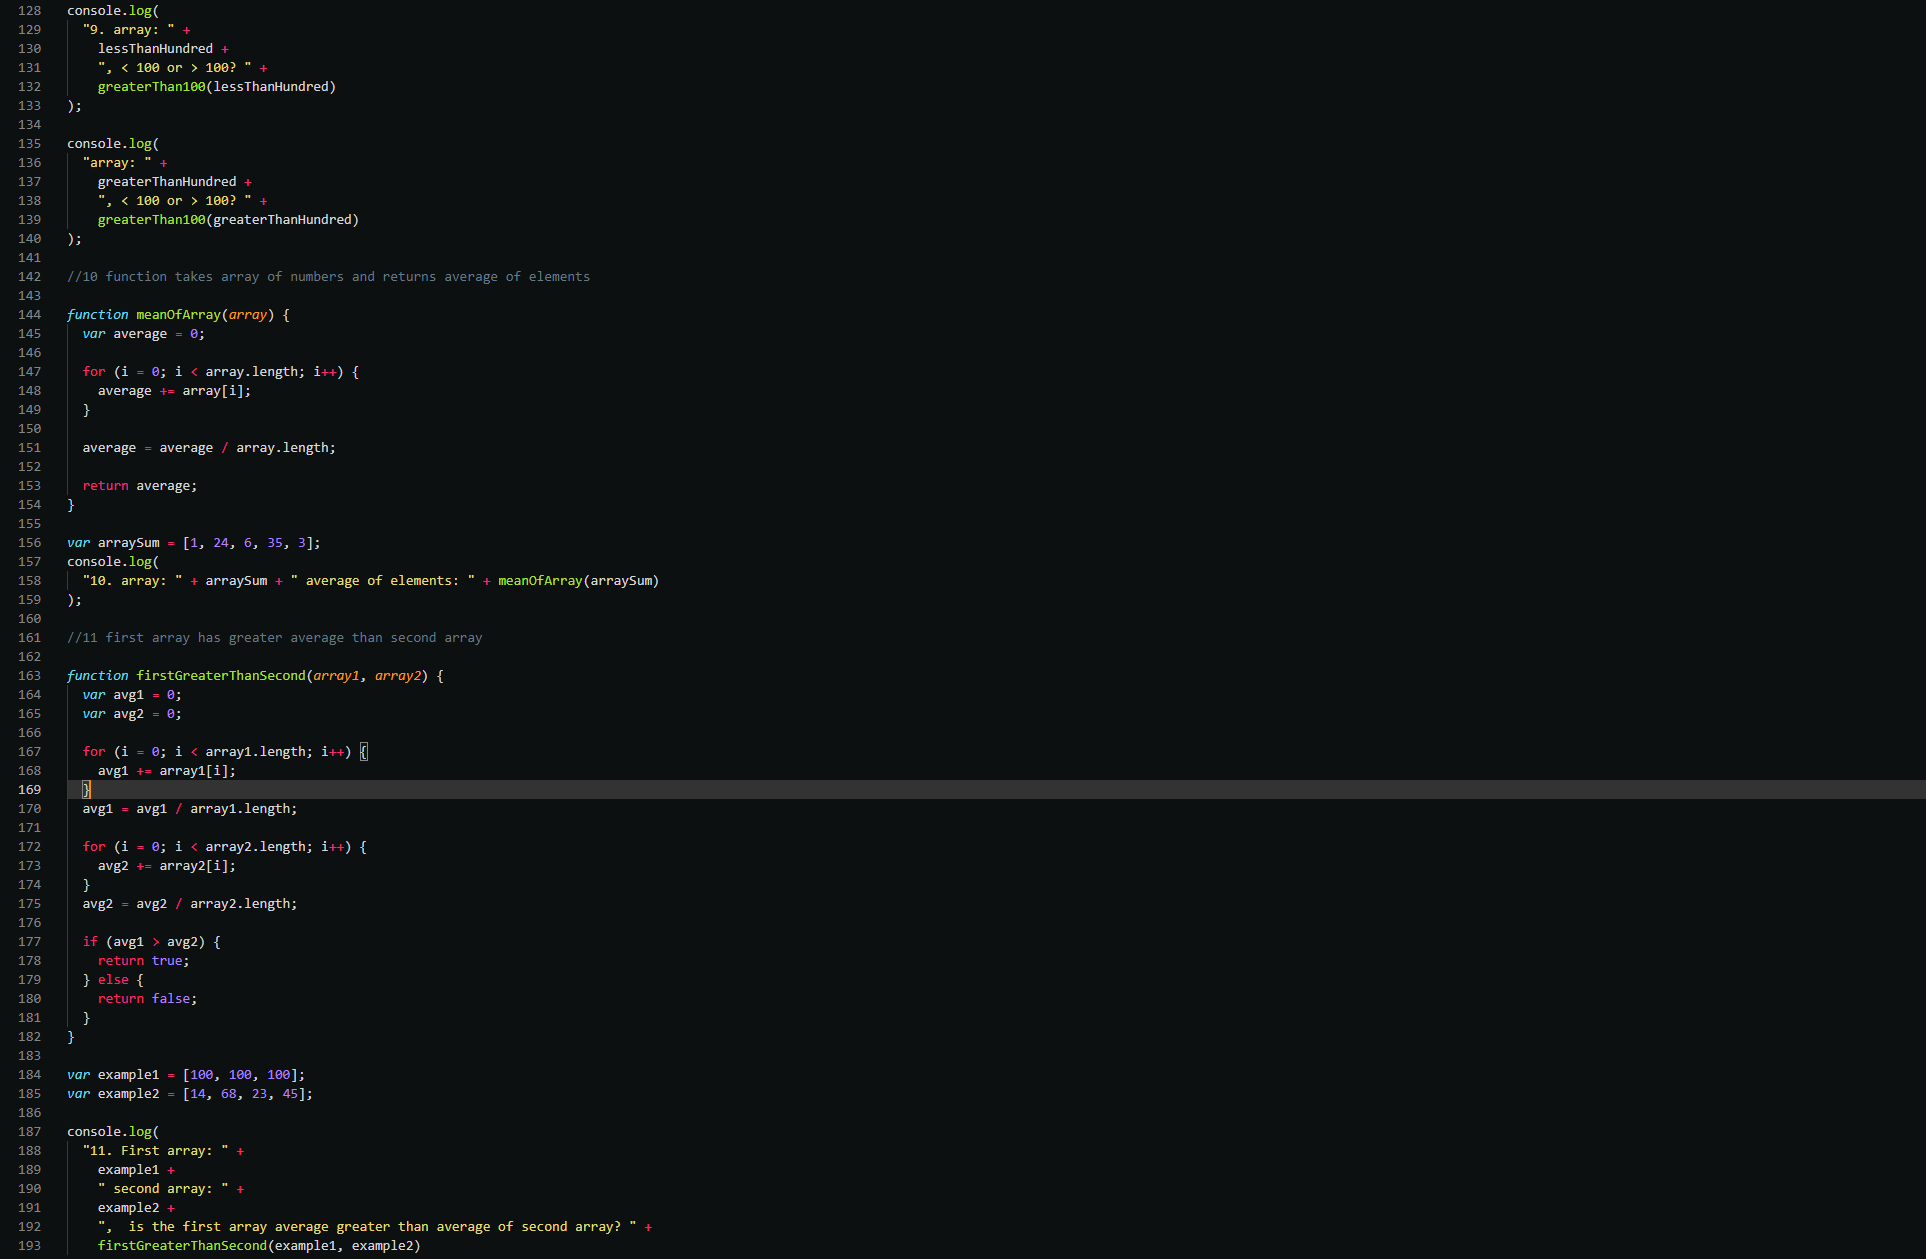 128 console.log(
129   "9. array: " +
130     lessThanHundred +
131     ", < 100 or > 100? " +
132     greaterThan100(lessThanHundred)
133 );
134
135 console.log(
136   "array: " +
137     greaterThanHundred +
138     ", < 100 or > 100? " +
139     greaterThan100(greaterThanHundred)
140 );
141
142 //10 function takes array of numbers and returns average of elements
143
144 function meanOfArray(array) {
145   var average = 0;
146
147   for (i = 0; i < array.length; i++) {
148     average += array[i];
149   }
150
151   average = average / array.length;
152
153   return average;
154 }
155
156 var arraySum = [1, 24, 6, 35, 3];
157 console.log(
158   "10. array: " + arraySum + " average of elements: " + meanOfArray(arraySum)
159 );
160
161 //11 first array has greater average than second array
162
163 function firstGreaterThanSecond(array1, array2) {
164   var avg1 = 0;
165   var avg2 = 0;
166
167   for (i = 0; i < array1.length; i++) {
168     avg1 += array1[i];
169   }
170   avg1 = avg1 / array1.length;
171
172   for (i = 0; i < array2.length; i++) {
173     avg2 += array2[i];
174   }
175   avg2 = avg2 / array2.length;
176
177   if (avg1 > avg2) {
178     return true;
179   } else {
180     return false;
181   }
182 }
183
184 var example1 = [100, 100, 100];
185 var example2 = [14, 68, 23, 45];
186
187 console.log(
188   "11. First array: " +
189     example1 +
190     " second array: " +
191     example2 +
192     ",  is the first array average greater than average of second array? " +
193     firstGreaterThanSecond(example1, example2)